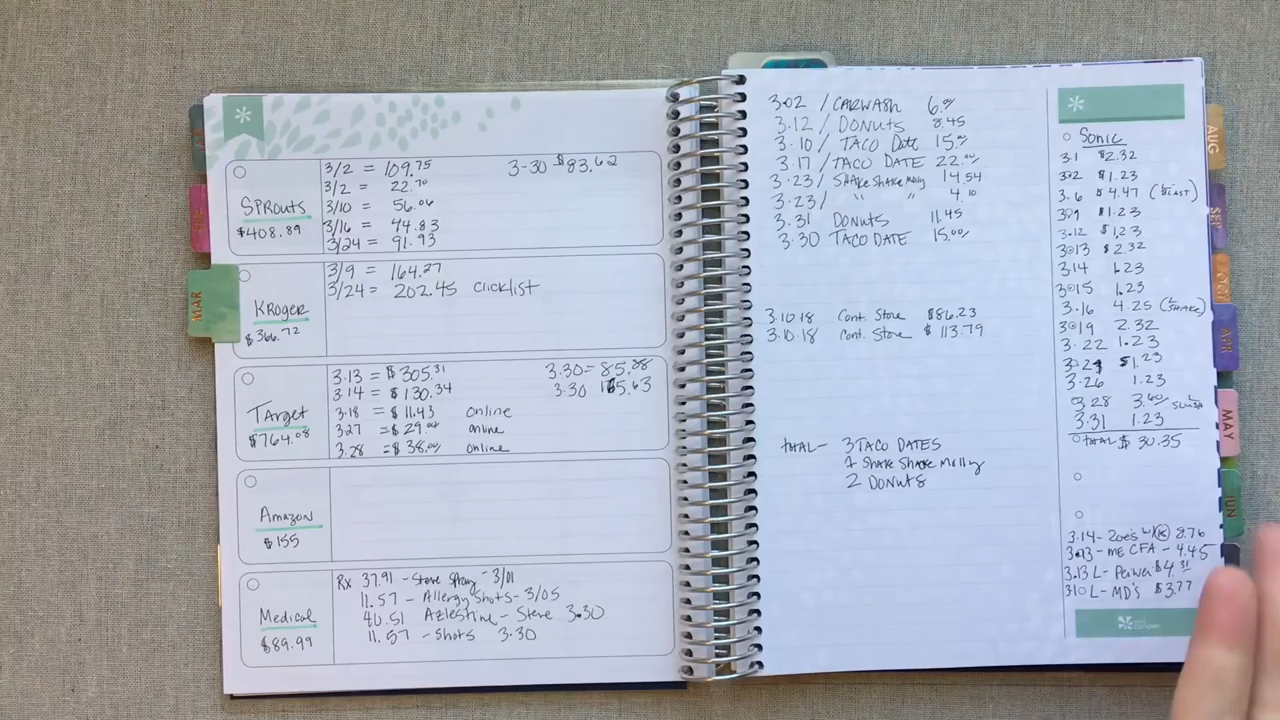 MAR
SPROUTS
$408.89
3/2 = 109.75
3/2 = 22.70
3/10 = 56.06
3/16 = 44.83
3/24 = 91.93
3-30 $83.62
KROGER
$366.72
3/9 = 164.27
3/24 = 202.45 Clicklist
TARget
$764.08
3.13 = $305.31
3.14 = $130.34
3.18 = $11.43 online
3.27 = $29.00 online
3.28 = $38.00 online
3.30 = 85.88
3.30
Amazon
$155
Medical
$89.99
Rx 37.91 - Steve - 3/01
11.57 - Allergy Shots - 3/05
40.51 Azlestine - Steve 3.30
11.57 - Shots 3.30
3.02 / CARWASH 6.00
3.12 / DONUTS 8.45
3.10 / TACO Date 15.00
3.17 / TACO DATE 22.00
3.23 / SHAKE SHAKE Molly 14.54
3.23 / " " 4.10
3.31 DONUTS 11.45
3.30 TACO DATE 15.00
3.10.18 Cont. Store $86.23
3.10.18 Cont. Store $113.79
TOTAL - 3 TACO DATES
1 Shake Shake Molly
2 DONUTS
Sonic
3.1 $2.32
3.2 $1.23
3.6 $4.47
3.9 $1.23
3.12 $1.23
3.13 $2.32
3.14 1.23
3.15 1.23
3.16 4.25 (SHAKE)
3.19 2.32
3.22 1.23
3.24 $1.23
3.26 1.23
3.28 3.60
3.31 1.23
TOTAL $30.35
3.14 - Zoe's 8.76
3.13 - ME CFA - 4.45
3.13 L -
3.10 L - MD's $3.77
AUG
SEP
OCT
APR
MAY
JUN